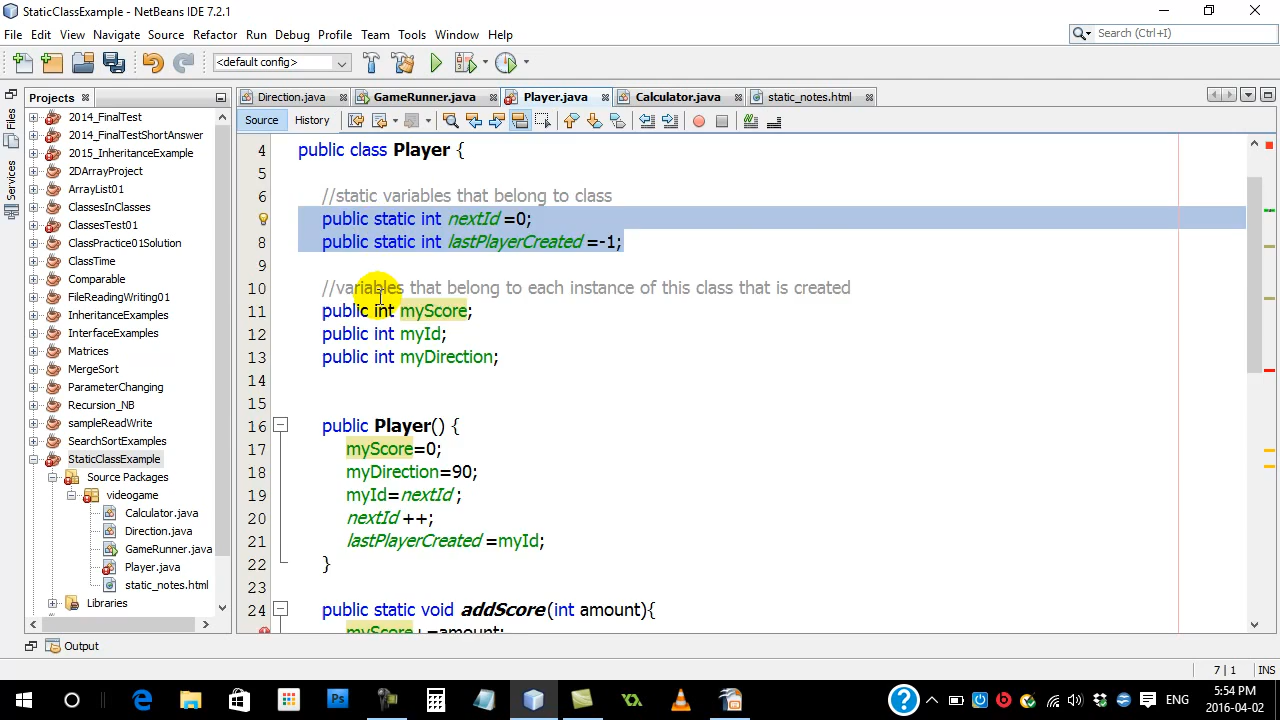 StaticClassExample - NetBeans IDE 7.2.1
File Edit View Navigate Source Refactor Run Debug Profile Team Tools Window Help
Search (Ctrl+I)
<default config>
Files
Services
Projects
2014_FinalTest
2014_FinalTestShortAnswer
2015_InheritanceExample
2DArrayProject
ArrayList01
ClassesInClasses
ClassesTest01
ClassPractice01Solution
ClassTime
Comparable
FileReadingWriting01
InheritanceExamples
InterfaceExamples
Matrices
MergeSort
ParameterChanging
Recursion_NB
sampleReadWrite
SearchSortExamples
StaticClassExample
Source Packages
videogame
Calculator.java
Direction.java
GameRunner.java
Player.java
static_notes.html
Libraries
Direction.java GameRunner.java Player.java Calculator.java static_notes.html
Source History
4 public class Player {
5
6 //static variables that belong to class
public static int nextId =0;
8 public static int lastPlayerCreated =-1;
9
10 //variables that belong to each instance of this class that is created
11 public int myScore;
12 public int myId;
13 public int myDirection;
14
15
16 public Player() {
17 myScore=0;
18 myDirection=90;
19 myId=nextId ;
20 nextId ++;
21 lastPlayerCreated =myId;
22 }
23
24 public static void addScore(int amount){
myScore+=amount;
Output
7 | 1 INS
ENG
5:54 PM
2016-04-02